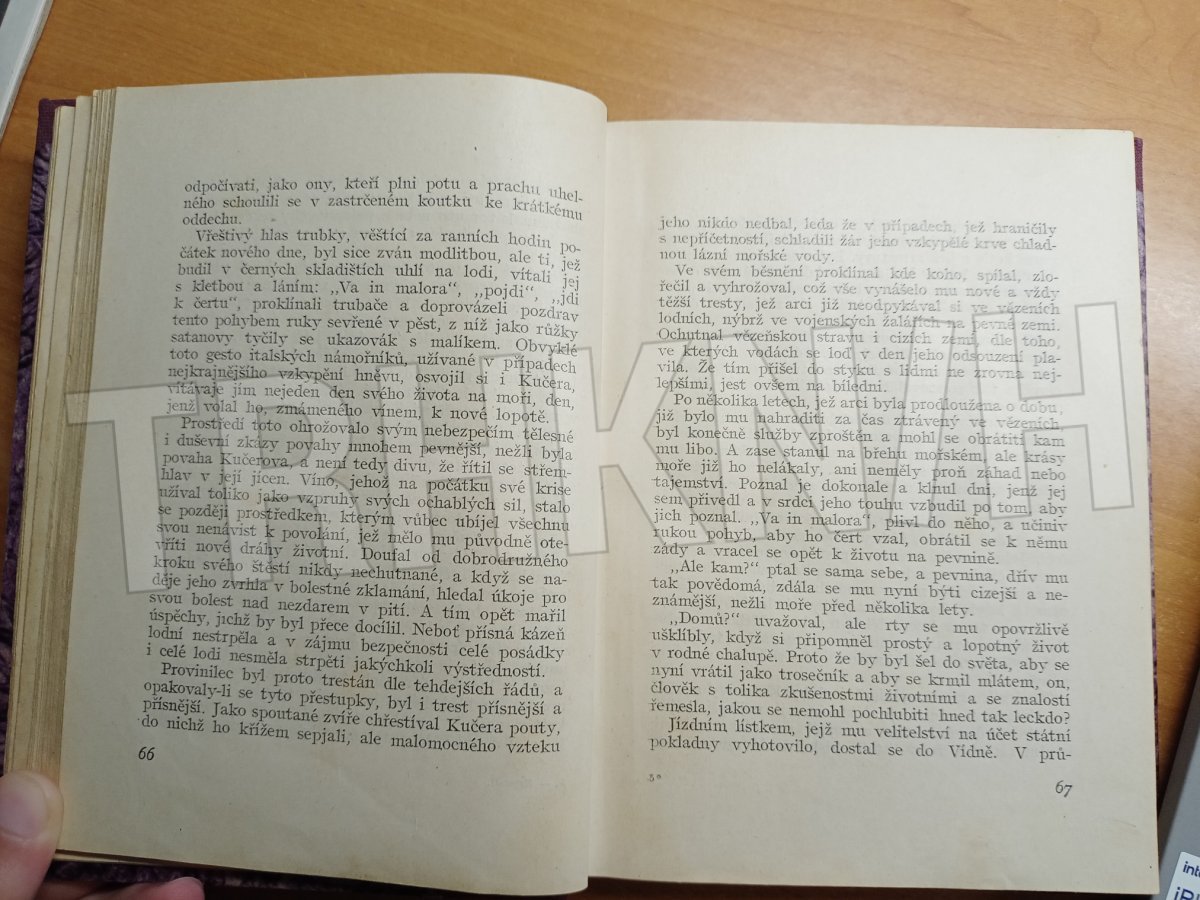 odpočívati, jako ony, kteří plni potu a prachu uhel-
ného schoulili se v zastrčeném koutku ke krátkému
oddechu.
Vřeštivý hlas trubky, věštící za ranních hodin po-
čátek nového dne, byl sice zván modlitbou, ale ti, jež
budil v černých skladištích uhlí na lodi, vítali jej
s kletbou a láním: „Va in malora“, „pojdi“, „jdi
k čertu“, proklínali trubače a doprovázeli pozdrav
tento pohybem ruky sevřené v pěst, z níž jako růžky
satanovy tyčily se ukazovák s malíkem. Obvyklé
toto gesto italských námořníků, užívané v případech
nejkrajnějšího vzkypění hněvu, osvojil si i Kučera,
vítávaje jím nejeden den svého života na moři, den,
jenž volal ho, zmámeného vínem, k nové lopotě.
Prostředí toto ohrožovalo svým nebezpečím tělesné
i duševní zkázy povahy mnohem pevnější, nežli byla
povaha Kučerova, a není tedy divu, že řítil se střem-
hlav v její jícen. Víno, jehož na počátku své krise
užíval toliko jako vzpruhy svých ochablých sil, stalo
se později prostředkem, kterým vůbec ubíjel všechnu
svou nenávist k povolání, jež mělo mu původně ote-
vříti nové dráhy životní. Doufal od dobrodružného
kroku svého štěstí nikdy nechutnané, a když se na-
děje jeho zvrhla v bolestné zklamání, hledal úkoje pro
svou bolest nad nezdarem v pití. A tím opět mařil
úspěchy, jichž by byl přece docílil. Neboť přísná kázeň
lodní nestrpěla a v zájmu bezpečnosti celé posádky
i celé lodi nesměla strpěti jakýchkoli výstředností.
Provinilec byl proto trestán dle tehdejších řádů, a
opakovaly-li se tyto přestupky, byl i trest přísnější a
přísnější. Jako spoutané zvíře chřestíval Kučera pouty,
do nichž ho křížem sepjali, ale malomocného vzteku
66
jeho nikdo nedbal, leda že v případech, jež hraničily
s nepříčetností, schladili žár jeho vzkypělé krve chlad-
nou lázní mořské vody.
Ve svém běsnění proklínal kde koho, spílal, zlo-
řečil a vyhrožoval, což vše vynášelo mu nové a vždy
těžší tresty, jež arci již neodpykával si ve vězeních
lodních, nýbrž ve vojenských žalářích na pevné zemi.
Ochutnal vězeňskou stravu i cizích zemí, dle toho,
ve kterých vodách se loď v den jeho odsouzení pla-
vila. Že tím přišel do styku s lidmi ne zrovna nej-
lepšími, jest ovšem na bíledni.
Po několika letech, jež arci byla prodloužena o dobu,
již bylo mu nahraditi za čas ztrávený ve vězeních,
byl konečně služby zproštěn a mohl se obrátiti kam
mu libo. A zase stanul na břehu mořském, ale krásy
moře již ho nelákaly, ani neměly proň záhad nebo
tajemství. Poznal je dokonale a klnul dni, jenž jej
sem přivedl a v srdci jeho touhu vzbudil po tom, aby
jich poznal. „Va in malora“, plivl do něho, a učiniv
rukou pohyb, aby ho čert vzal, obrátil se k němu
zády a vracel se opět k životu na pevnině.
„Ale kam?“ ptal se sama sebe, a pevnina, dřív mu
tak povědomá, zdála se mu nyní býti cizejší a ne-
známější, nežli moře před několika lety.
„Domů?“ uvažoval, ale rty se mu opovržlivě
ušklíbly, když si připomněl prostý a lopotný život
v rodné chalupě. Proto že by byl šel do světa, aby se
nyní vrátil jako trosečník a aby se krmil mlátem, on,
člověk s tolika zkušenostmi životními a se znalostí
řemesla, jakou se nemohl pochlubiti hned tak leckdo?
Jízdním lístkem, jejž mu velitelství na účet státní
pokladny vyhotovilo, dostal se do Vídně. V prů-
5*
67
TRHKNIH